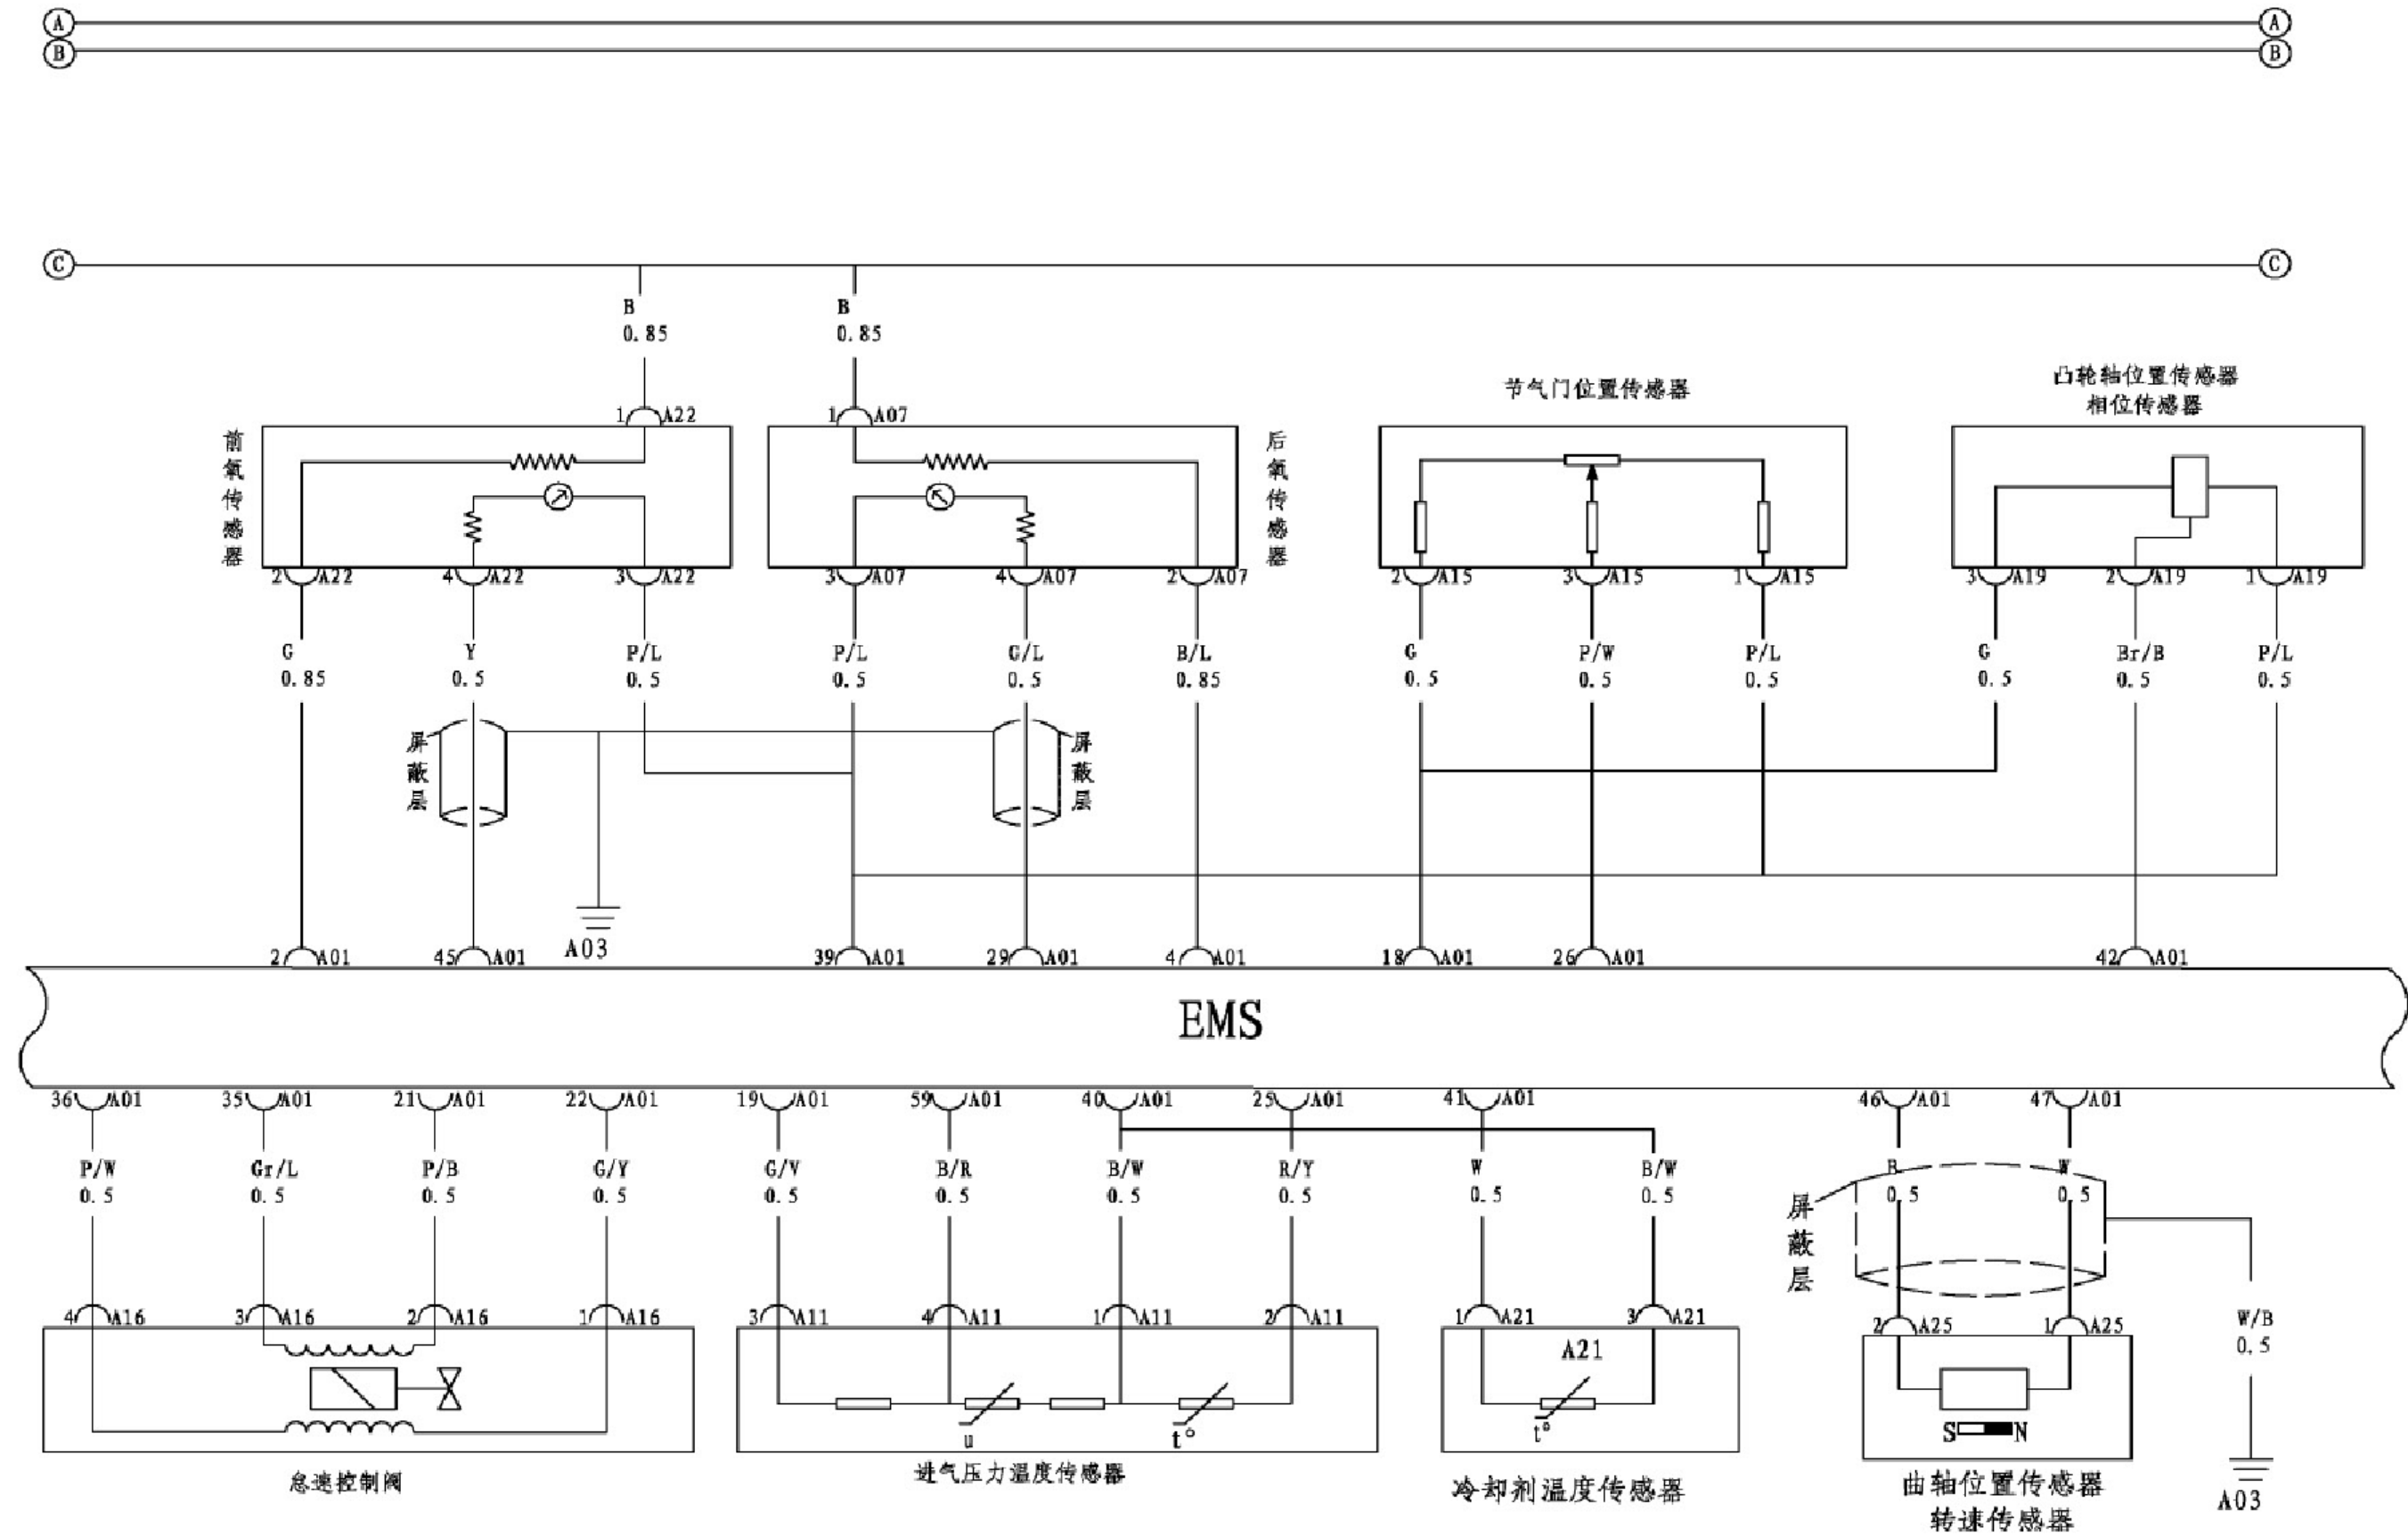 A A
B B
C C
B B
0.85 0.85
节气门位置传感器
凸轮轴位置传感器
相位传感器
1 A22 1 A07
前氧传感器
后氧传感器
2 A22 4 A22 3 A22 3 A07 4 A07 2 A07 2 A15 3 A15 1 A15 3 A19 2 A19 1 A19
G Y P/L P/L G/L B/L G P/W P/L G Br/B P/L
0.85 0.5 0.5 0.5 0.5 0.85 0.5 0.5 0.5 0.5 0.5 0.5
屏蔽层
屏蔽层
A03
2 A01 45 A01 39 A01 29 A01 4 A01 18 A01 26 A01 42 A01
EMS
36 A01 35 A01 21 A01 22 A01 19 A01 59 A01 40 A01 25 A01 41 A01 46 A01 47 A01
P/W Gr/L P/B G/Y G/V B/R B/W R/Y W B/W W
0.5 0.5 0.5 0.5 0.5 0.5 0.5 0.5 0.5 0.5 0.5 0.5
屏蔽层
4 A16 3 A16 2 A16 1 A16 3 A11 4 A11 1 A11 2 A11 1 A21 3 A21 2 A25 1 A25
W/B
0.5
A21
u t° t°
S N
怠速控制阀
进气压力温度传感器
冷却剂温度传感器
曲轴位置传感器
转速传感器
A03